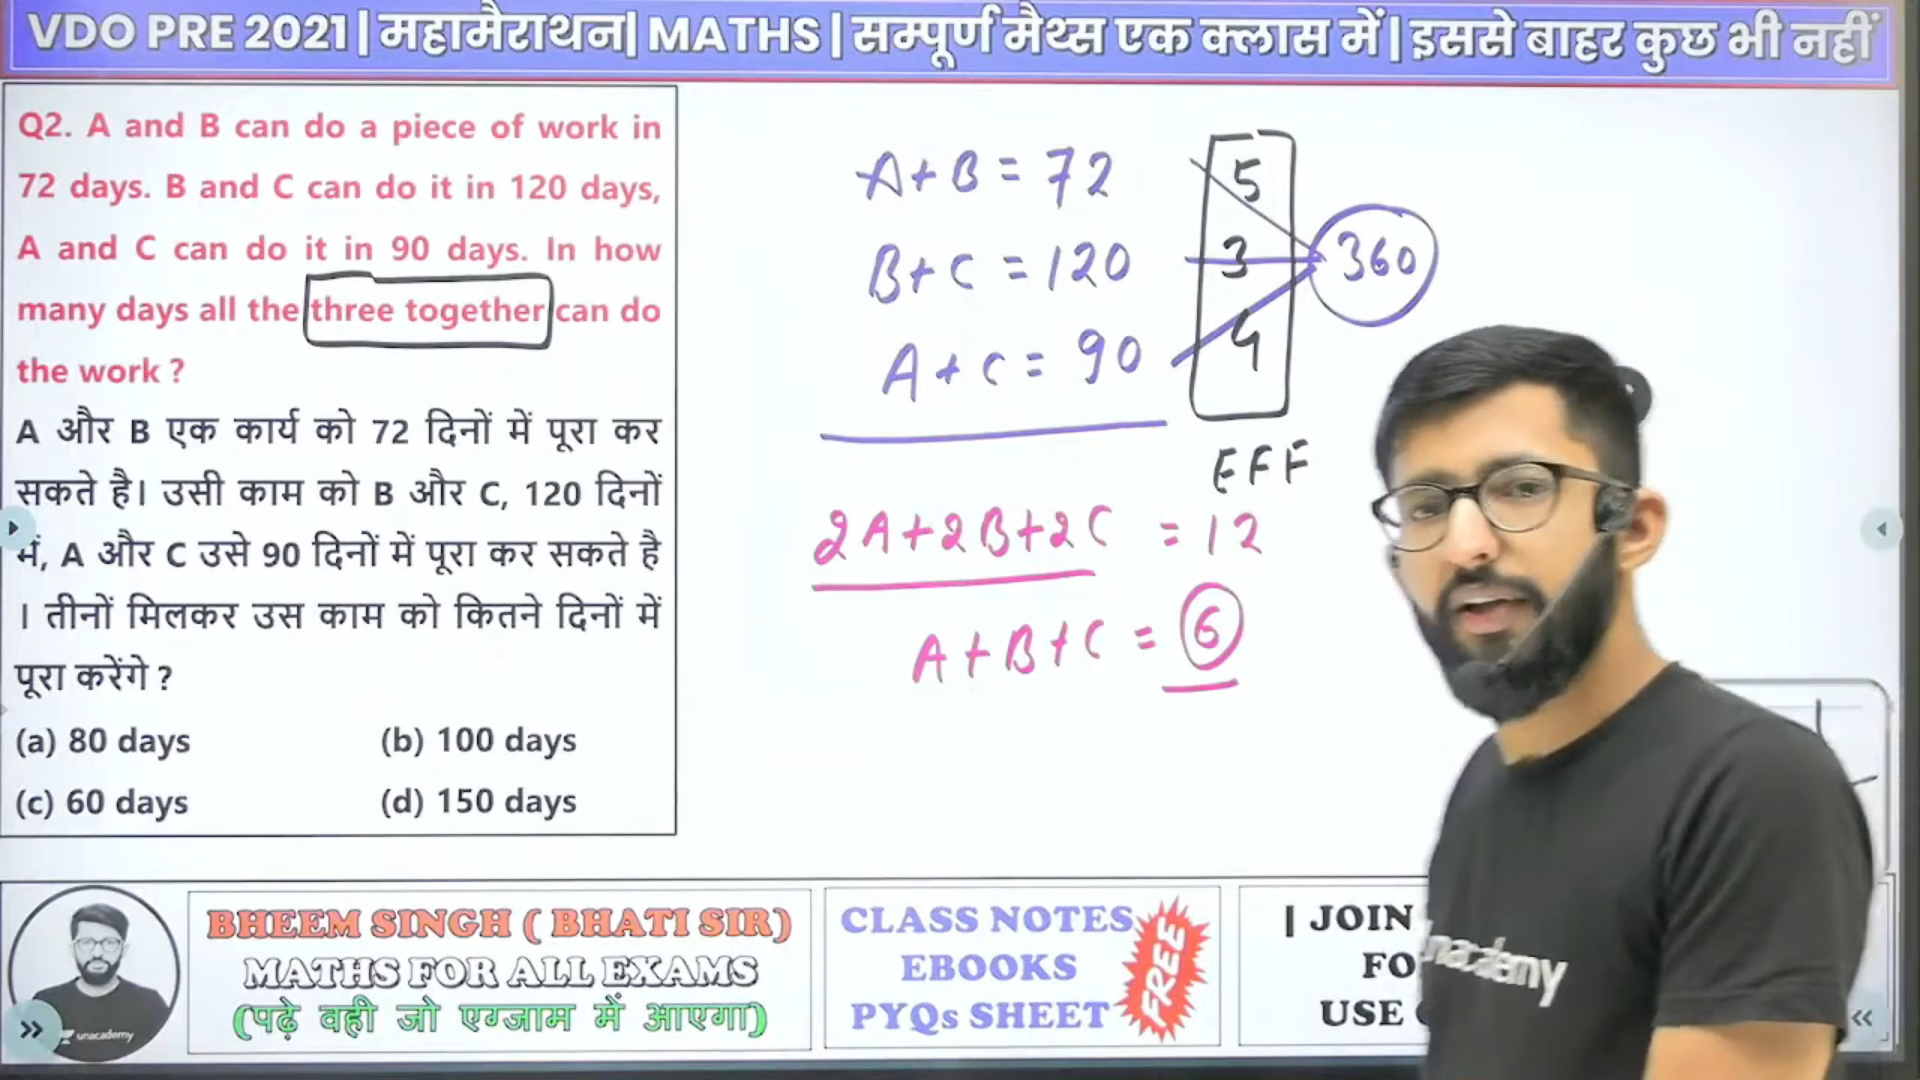 VDO PRE 2021 | महामैराथन| MATHS | सम्पूर्ण मैथ्स एक क्लास में | इससे बाहर कुछ भी नहीं
Q2. A and B can do a piece of work in
72 days. B and C can do it in 120 days,
A and C can do it in 90 days. In how
many days all the three together can do
the work ?
A और B एक कार्य को 72 दिनों में पूरा कर
सकते है। उसी काम को B और C, 120 दिनों
में, A और C उसे 90 दिनों में पूरा कर सकते है
। तीनों मिलकर उस काम को कितने दिनों में
पूरा करेंगे ?
(a) 80 days (b) 100 days
(c) 60 days (d) 150 days
A+B = 72 5
B+C = 120 3 360
A+C = 90 4
EFF
2A+2B+2C = 12
A+B+C = 6
BHEEM SINGH ( BHATI SIR)
MATHS FOR ALL EXAMS
(पढ़े वही जो एग्जाम में आएगा)
CLASS NOTES
EBOOKS
PYQs SHEET
FREE
| JOIN
FO
USE
unacademy
unacademy